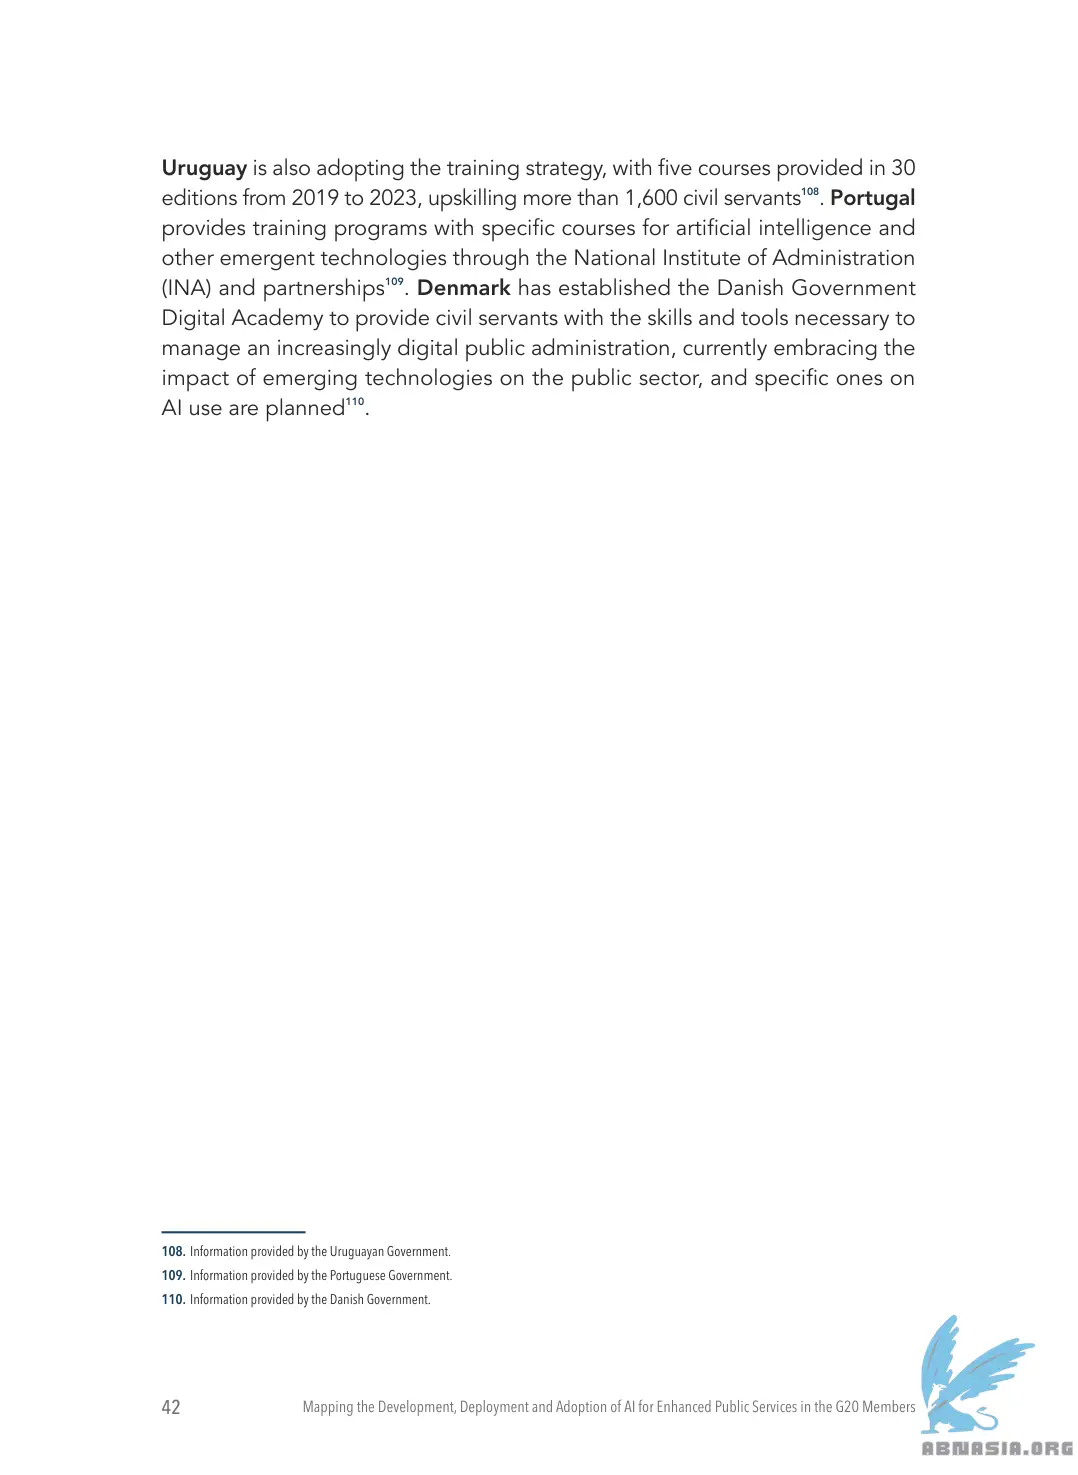 Uruguay is also adopting the training strategy, with five courses provided in 30
editions from 2019 to 2023, upskilling more than 1,600 civil servants108. Portugal
provides training programs with specific courses for artificial intelligence and
other emergent technologies through the National Institute of Administration
(INA) and partnerships109. Denmark has established the Danish Government
Digital Academy to provide civil servants with the skills and tools necessary to
manage an increasingly digital public administration, currently embracing the
impact of emerging technologies on the public sector, and specific ones on
AI use are planned110.
108. Information provided by the Uruguayan Government.
109. Information provided by the Portuguese Government.
110. Information provided by the Danish Government.
42 Mapping the Development, Deployment and Adoption of AI for Enhanced Public Services in the G20 Members
ABNASIA.ORG